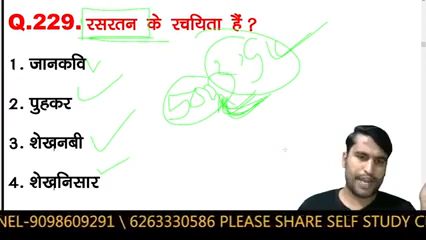 Q.229. रसरतन के रचयिता हैं ?
1. जानकवि
2. पुहकर
3. शेखनबी
4. शेखनिसार
NEL-9098609291 \ 6263330586 PLEASE SHARE SELF STUDY C